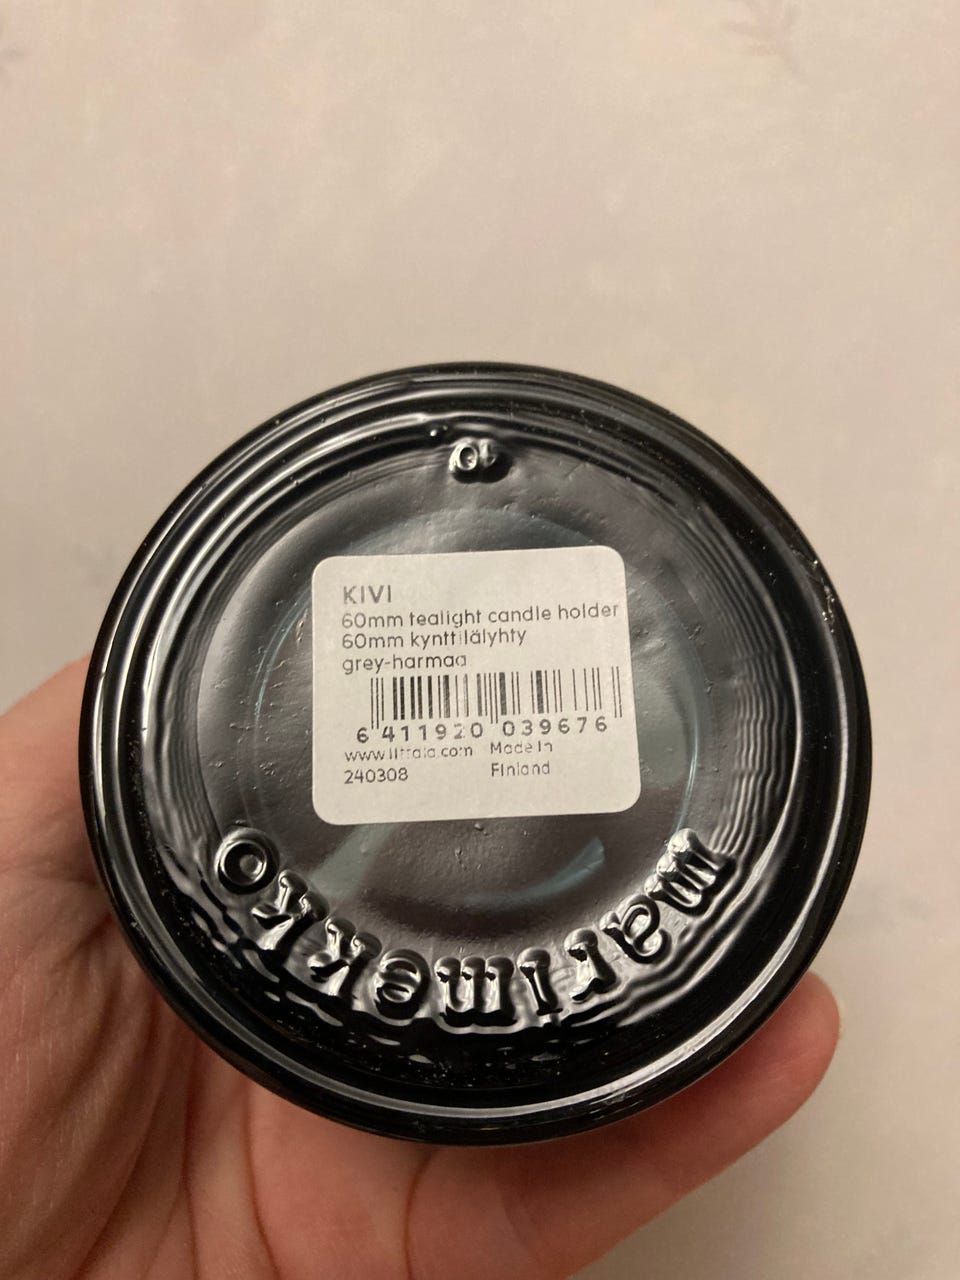 KIVI
60mm tealight candle holder
60mm kynttilälyhty
grey-harmaa
6 411920 039676
www.iittala.com Made in
240308 Finland
marimekko